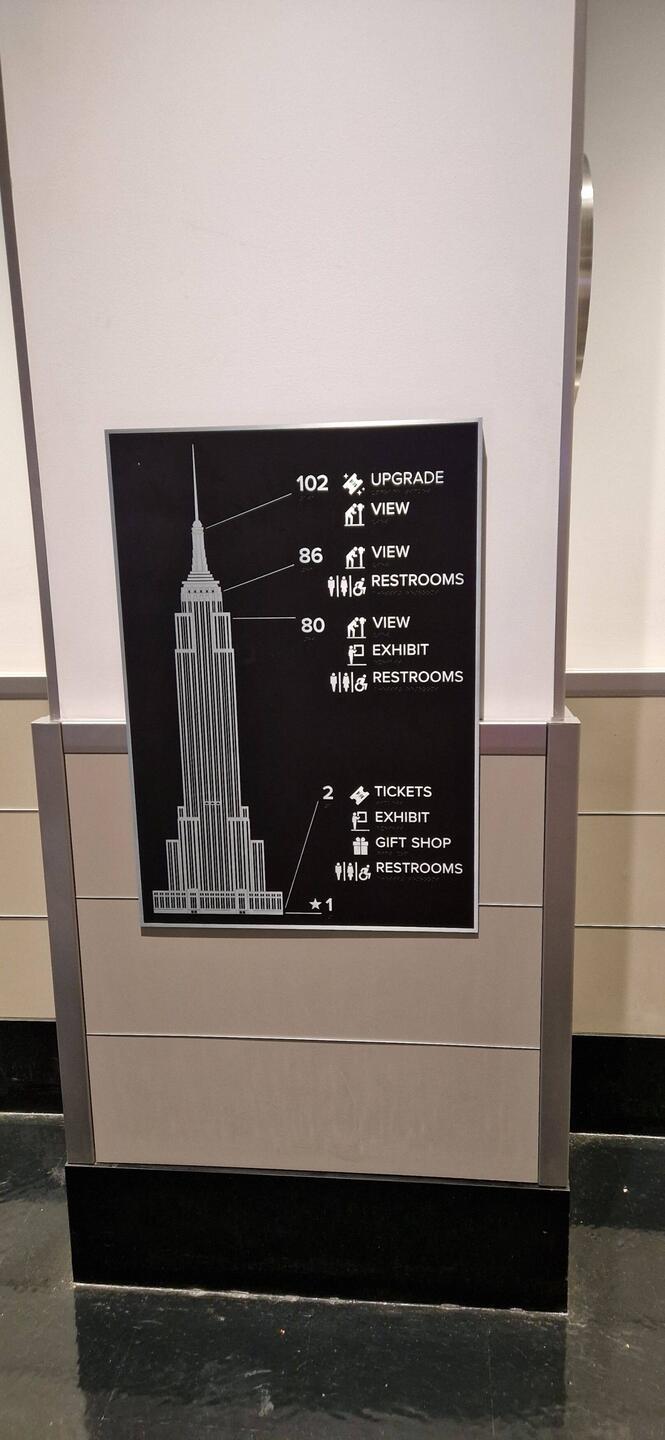 102 UPGRADE
VIEW
86 VIEW
RESTROOMS
80 VIEW
EXHIBIT
RESTROOMS
2 TICKETS
EXHIBIT
GIFT SHOP
RESTROOMS
★1